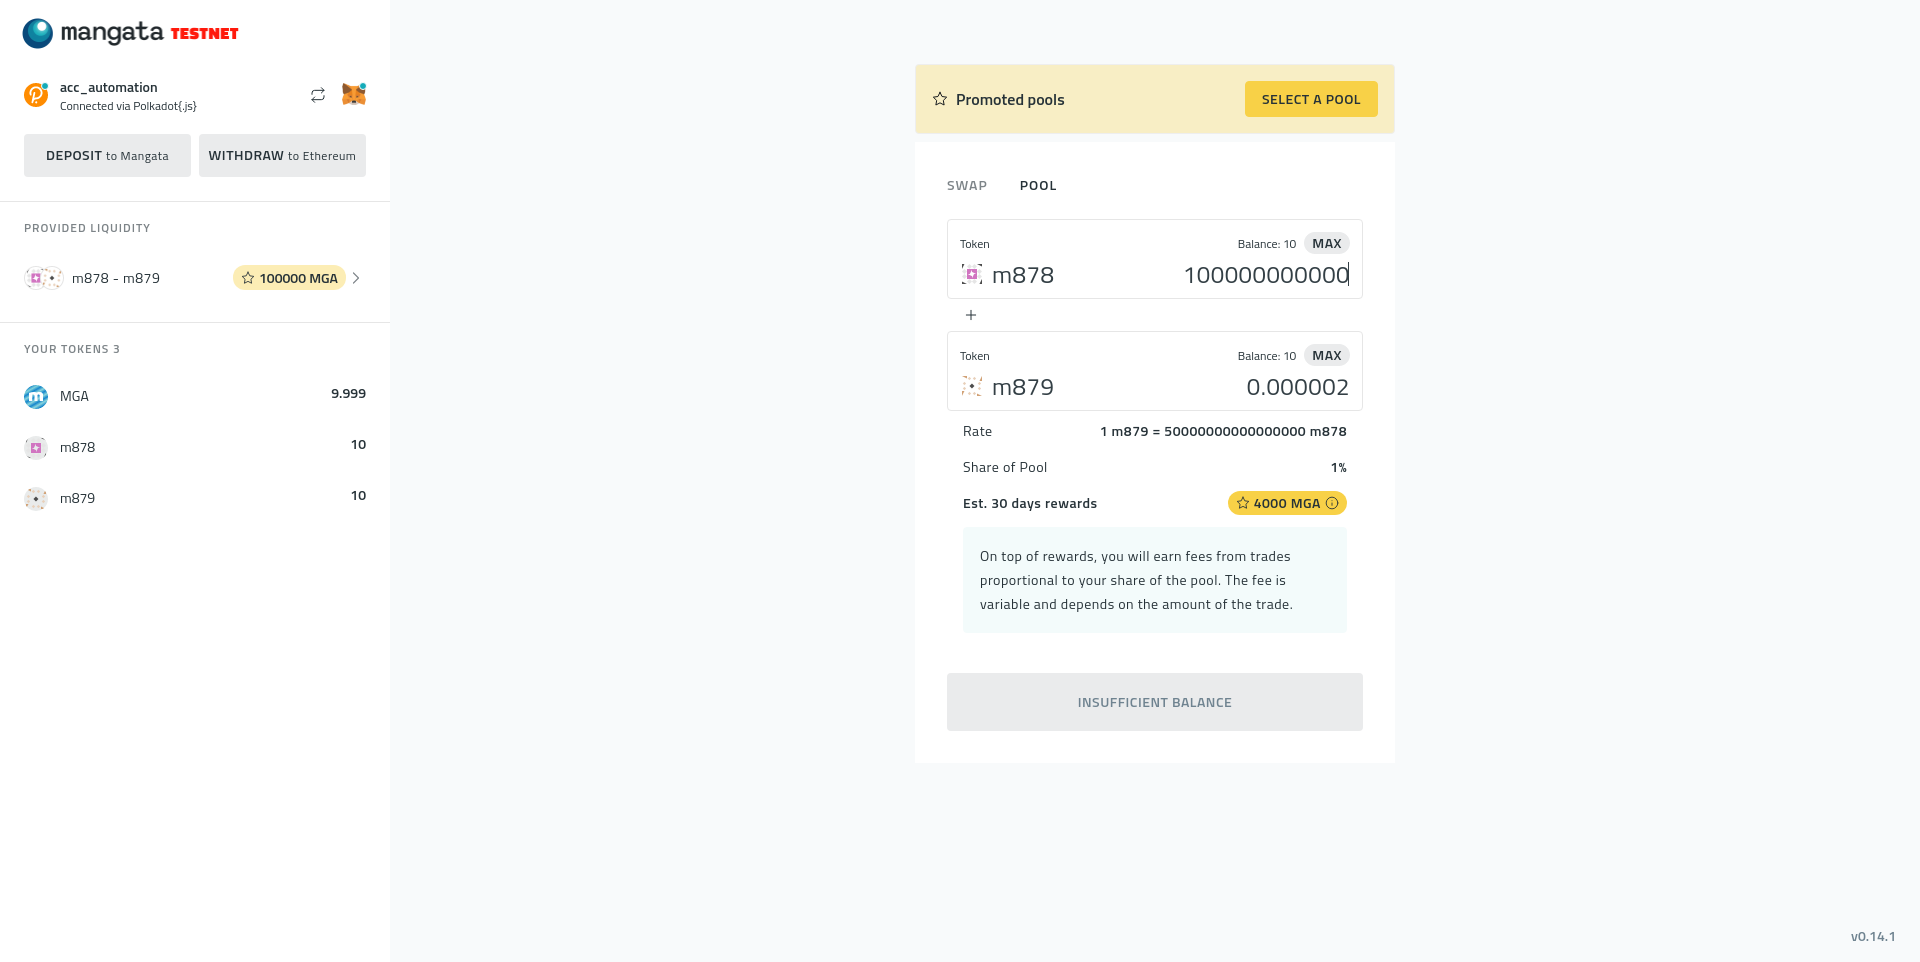 mangata TESTNET
acc_automation
Connected via Polkadot{.js}
DEPOSIT to Mangata
WITHDRAW to Ethereum
PROVIDED LIQUIDITY
m878 - m879
100000 MGA
YOUR TOKENS 3
MGA
9.999
m878
10
m879
10
Promoted pools
SELECT A POOL
SWAP
POOL
Token
Balance: 10
MAX
m878
100000000000
+
Token
Balance: 10
MAX
m879
0.000002
Rate
1 m879 = 50000000000000000 m878
Share of Pool
1%
Est. 30 days rewards
4000 MGA
On top of rewards, you will earn fees from trades
proportional to your share of the pool. The fee is
variable and depends on the amount of the trade.
INSUFFICIENT BALANCE
v0.14.1